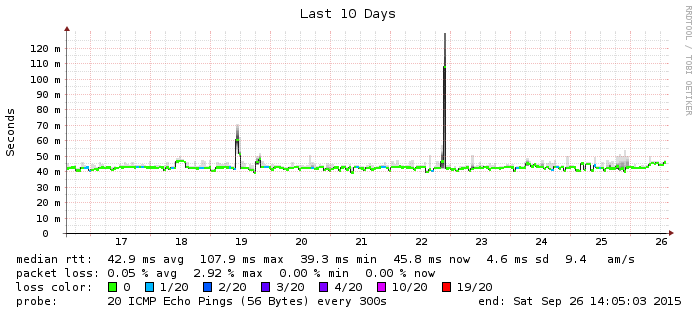 Last 10 Days
RRDTOOL / TOBI OETIKER
Seconds
120 m
110 m
100 m
90 m
80 m
70 m
60 m
50 m
40 m
30 m
20 m
10 m
0
17 18 19 20 21 22 23 24 25 26
median rtt: 42.9 ms avg 107.9 ms max 39.3 ms min 45.8 ms now 4.6 ms sd 9.4 am/s
packet loss: 0.05 % avg 2.92 % max 0.00 % min 0.00 % now
loss color: 0 1/20 2/20 3/20 4/20 10/20 19/20
probe: 20 ICMP Echo Pings (56 Bytes) every 300s end: Sat Sep 26 14:05:03 2015